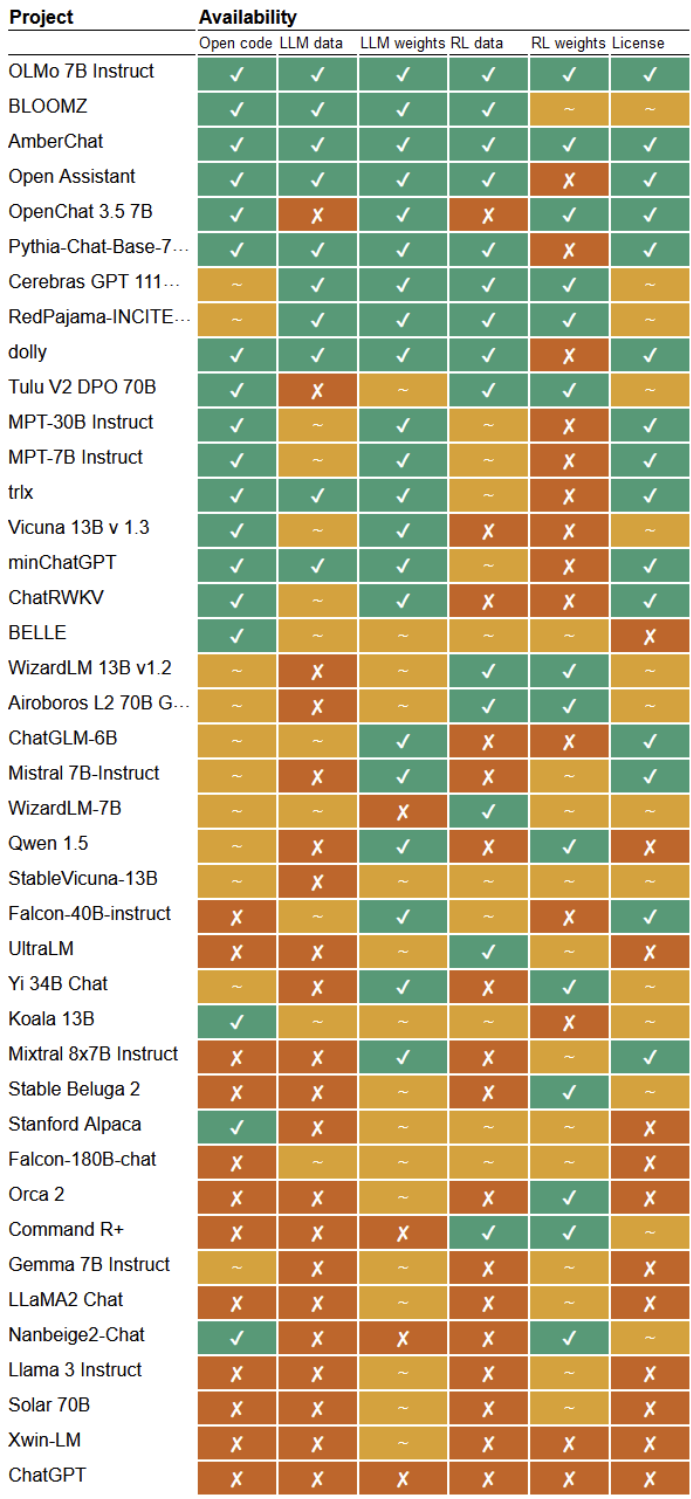 Project Availability
Open code LLM data LLM weights RL data RL weights License
OLMo 7B Instruct ✓ ✓ ✓ ✓ ✓ ✓
BLOOMZ ✓ ✓ ✓ ✓ ~ ~
AmberChat ✓ ✓ ✓ ✓ ✓ ✓
Open Assistant ✓ ✓ ✓ ✓ ✗ ✓
OpenChat 3.5 7B ✓ ✗ ✓ ✗ ✓ ✓
Pythia-Chat-Base-7... ✓ ✓ ✓ ✓ ✗ ✓
Cerebras GPT 111... ~ ✓ ✓ ✓ ✓ ~
RedPajama-INCITE... ~ ✓ ✓ ✓ ✓ ~
dolly ✓ ✓ ✓ ✓ ✗ ✓
Tulu V2 DPO 70B ✓ ✗ ~ ✓ ✓ ~
MPT-30B Instruct ✓ ~ ✓ ~ ✗ ✓
MPT-7B Instruct ✓ ~ ✓ ~ ✗ ✓
trlx ✓ ✓ ✓ ~ ✗ ✓
Vicuna 13B v 1.3 ✓ ~ ✓ ✗ ✗ ~
minChatGPT ✓ ✓ ✓ ~ ✗ ✓
ChatRWKV ✓ ~ ✓ ✗ ✗ ✓
BELLE ✓ ~ ~ ~ ~ ✗
WizardLM 13B v1.2 ~ ✗ ~ ✓ ✓ ~
Airoboros L2 70B G... ~ ✗ ~ ✓ ✓ ~
ChatGLM-6B ~ ~ ✓ ✗ ✗ ✓
Mistral 7B-Instruct ~ ✗ ✓ ✗ ~ ✓
WizardLM-7B ~ ~ ✗ ✓ ~ ~
Qwen 1.5 ~ ✗ ✓ ✗ ✓ ✗
StableVicuna-13B ~ ✗ ~ ~ ~ ~
Falcon-40B-instruct ✗ ~ ✓ ~ ✗ ✓
UltraLM ✗ ✗ ~ ✓ ~ ✗
Yi 34B Chat ~ ✗ ✓ ✗ ✓ ~
Koala 13B ✓ ~ ~ ~ ✗ ~
Mixtral 8x7B Instruct ✗ ✗ ✓ ✗ ~ ✓
Stable Beluga 2 ✗ ✗ ~ ✗ ✓ ~
Stanford Alpaca ✓ ✗ ~ ~ ~ ✗
Falcon-180B-chat ✗ ~ ~ ~ ~ ✗
Orca 2 ✗ ✗ ~ ✗ ✓ ✗
Command R+ ✗ ✗ ✗ ✓ ✓ ~
Gemma 7B Instruct ~ ✗ ~ ✗ ~ ✗
LLaMA2 Chat ✗ ✗ ~ ✗ ~ ✗
Nanbeige2-Chat ✓ ✗ ✗ ✗ ✓ ~
Llama 3 Instruct ✗ ✗ ~ ✗ ~ ✗
Solar 70B ✗ ✗ ~ ✗ ~ ✗
Xwin-LM ✗ ✗ ~ ✗ ✗ ✗
ChatGPT ✗ ✗ ✗ ✗ ✗ ✗